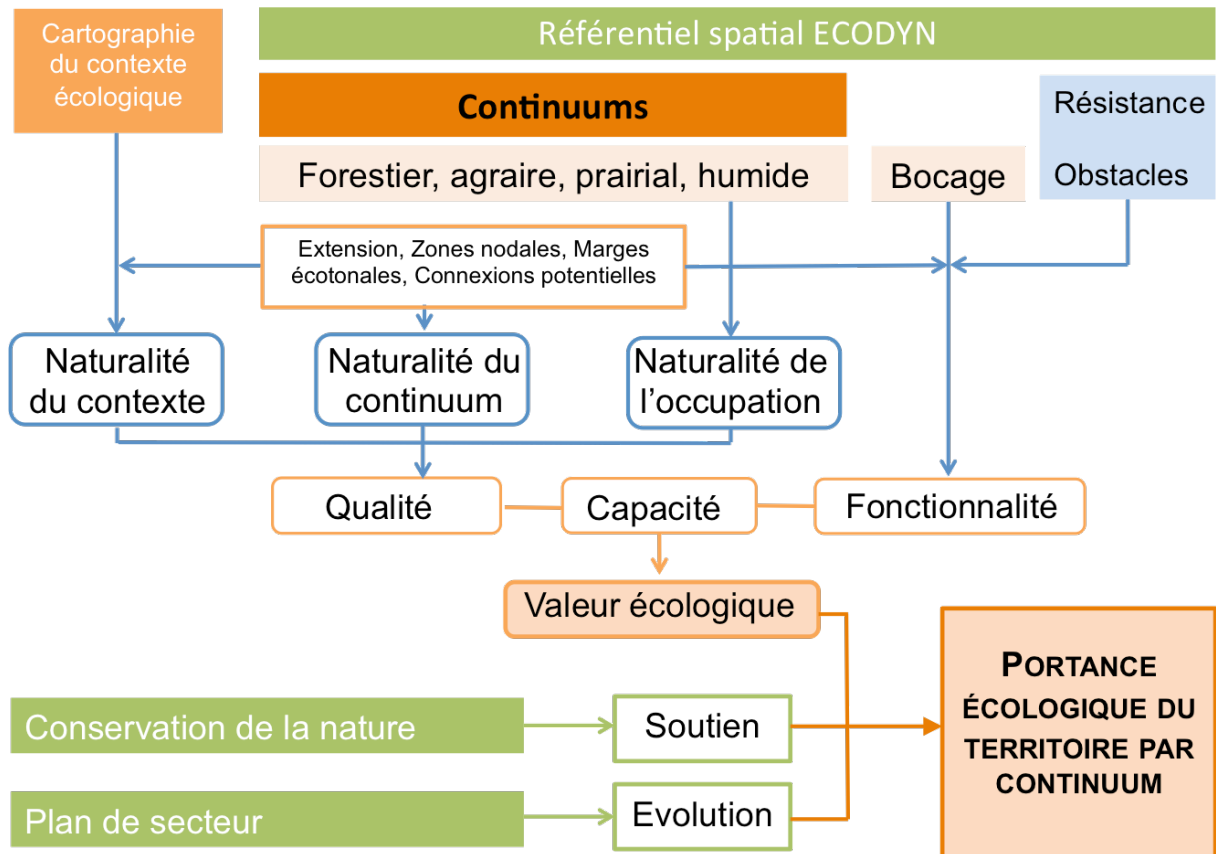 Cartographie
du contexte
écologique
Référentiel spatial ECODYN
Continuums
Résistance
Obstacles
Forestier, agraire, prairial, humide
Bocage
Extension, Zones nodales, Marges
écotonales, Connexions potentielles
Naturalité
du contexte
Naturalité du
continuum
Naturalité de
l’occupation
Qualité
Capacité
Fonctionnalité
Valeur écologique
PORTANCE
ÉCOLOGIQUE DU
TERRITOIRE PAR
CONTINUUM
Conservation de la nature
Soutien
Plan de secteur
Evolution